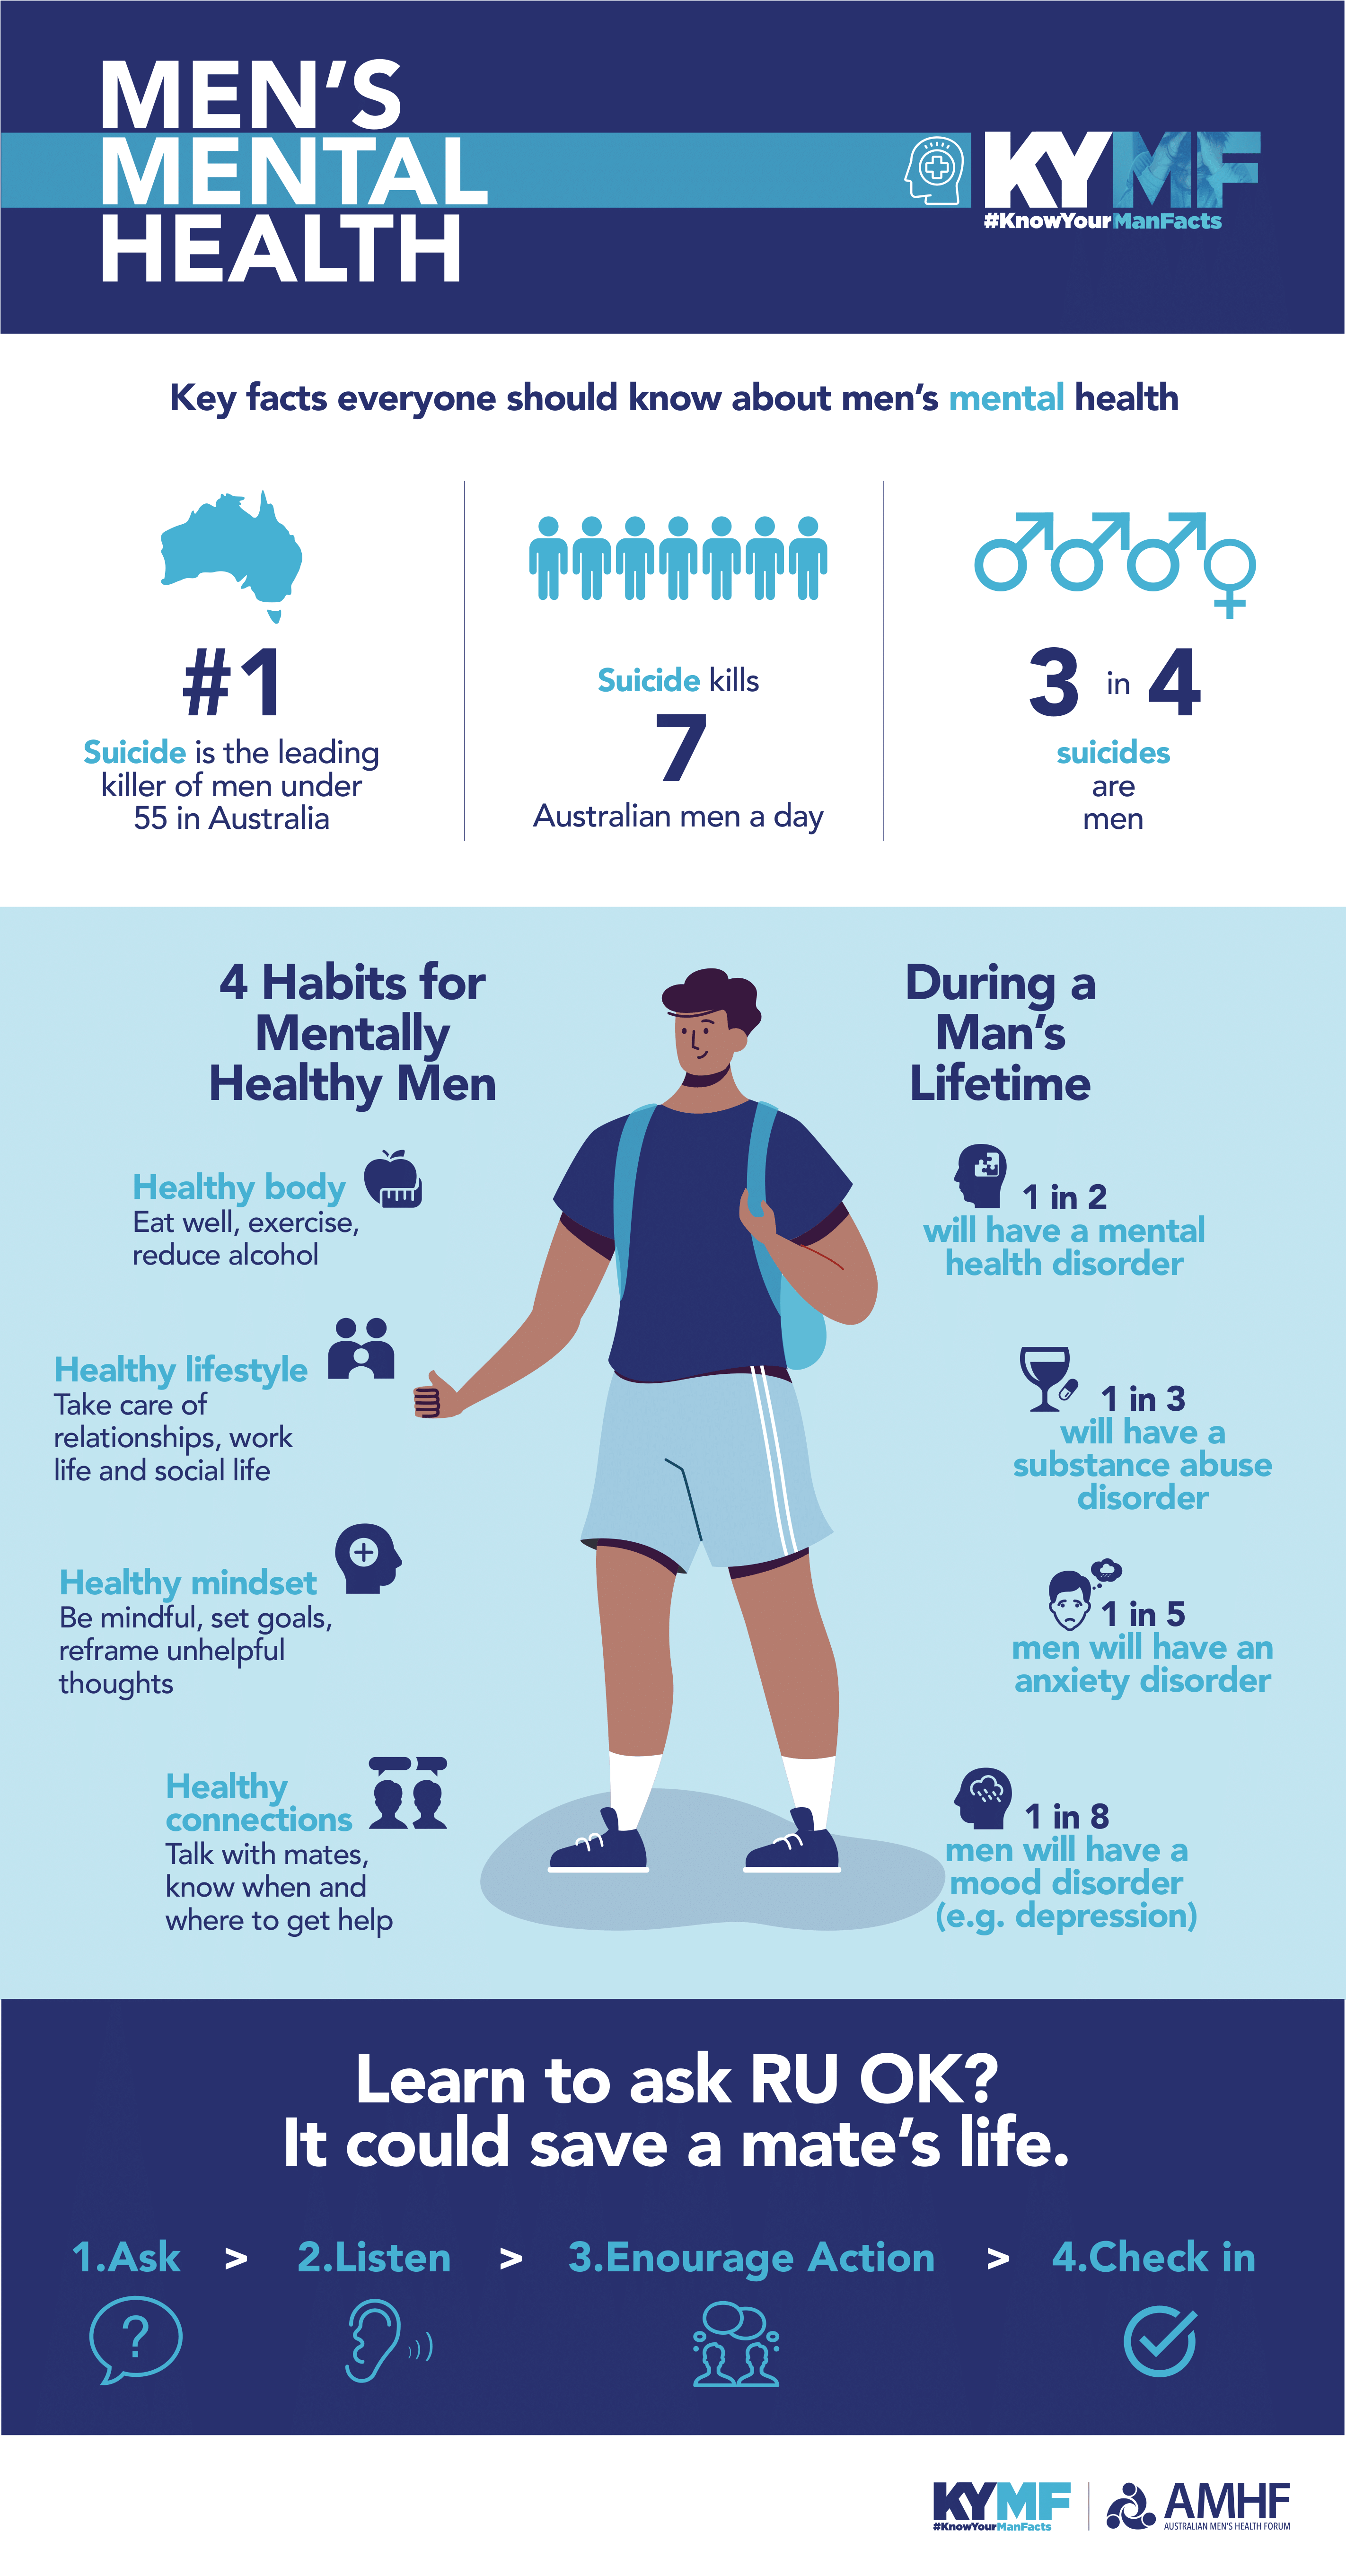 MEN'S
MENTAL
HEALTH
KYMF
#KnowYourManFacts
Key facts everyone should know about men's mental health
#1
Suicide is the leading
killer of men under
55 in Australia
Suicide kills
7
Australian men a day
3 in 4
suicides
are
men
4 Habits for
Mentally
Healthy Men
Healthy body
Eat well, exercise,
reduce alcohol
Healthy lifestyle
Take care of
relationships, work
life and social life
Healthy mindset
Be mindful, set goals,
reframe unhelpful
thoughts
Healthy
connections
Talk with mates,
know when and
where to get help
During a
Man's
Lifetime
1 in 2
will have a mental
health disorder
1 in 3
will have a
substance abuse
disorder
1 in 5
men will have an
anxiety disorder
1 in 8
men will have a
mood disorder
(e.g. depression)
Learn to ask RU OK?
It could save a mate's life.
1.Ask > 2.Listen > 3.Enourage Action > 4.Check in
?
KYMF
#KnowYourManFacts
AMHF
AUSTRALIAN MEN'S HEALTH FORUM